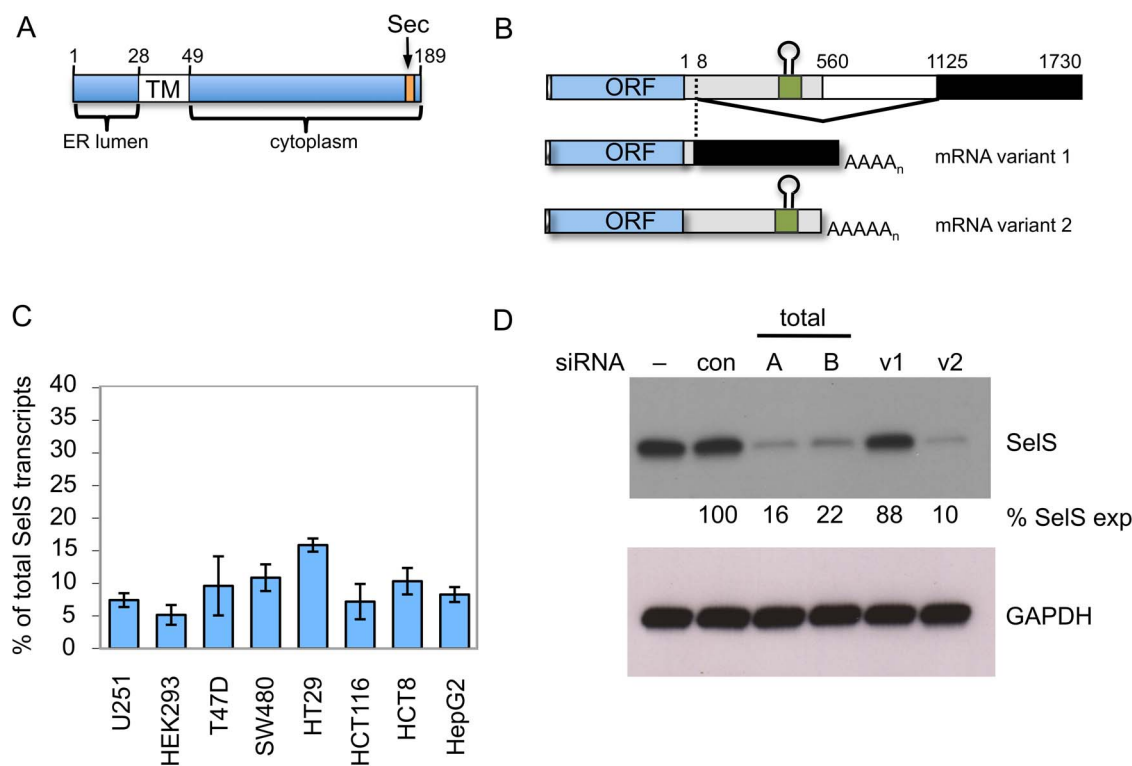 A
Sec
1 28 49 189
TM
ER lumen
cytoplasm
B
1 8 560 1125 1730
ORF
ORF
AAAAn
mRNA variant 1
ORF
AAAAAn
mRNA variant 2
C
% of total SelS transcripts
40
35
30
25
20
15
10
5
0
U251
HEK293
T47D
SW480
HT29
HCT116
HCT8
HepG2
D
total
siRNA – con A B v1 v2
SelS
100 16 22 88 10 % SelS exp
GAPDH